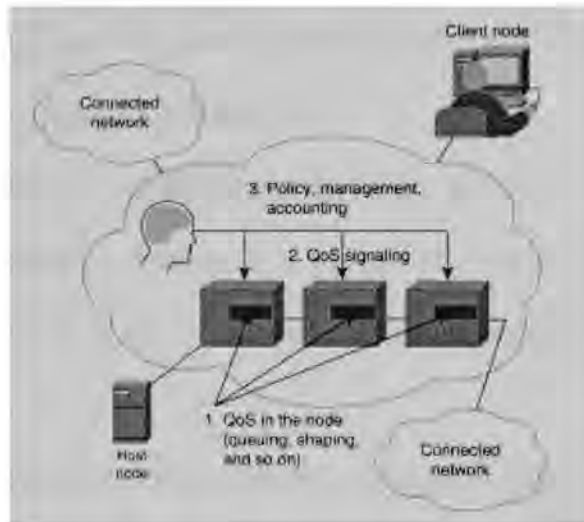 Client node
Connected
network
3. Policy, management,
accounting
2. QoS signaling
1. QoS in the node
(queuing, shaping,
and so on)
Host
node
Connected
network